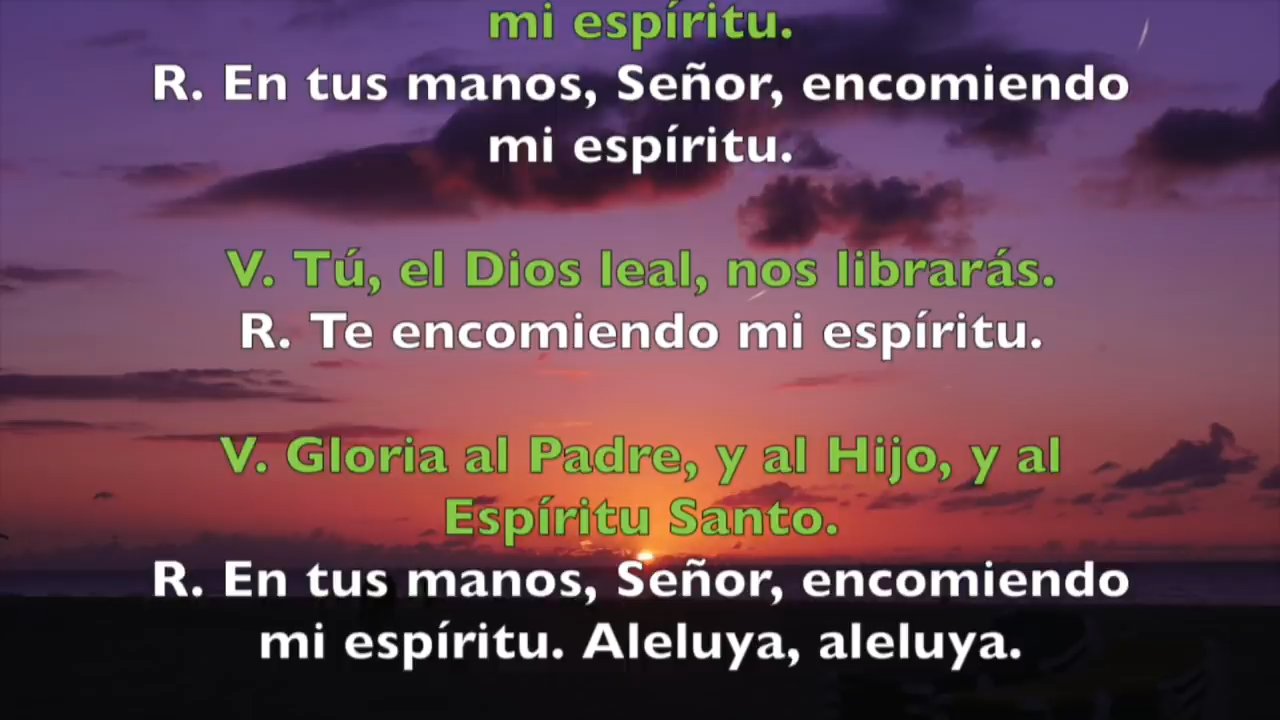 mi espíritu.
R. En tus manos, Señor, encomiendo
mi espíritu.
V. Tú, el Dios leal, nos librarás.
R. Te encomiendo mi espíritu.
V. Gloria al Padre, y al Hijo, y al
Espíritu Santo.
R. En tus manos, Señor, encomiendo
mi espíritu. Aleluya, aleluya.